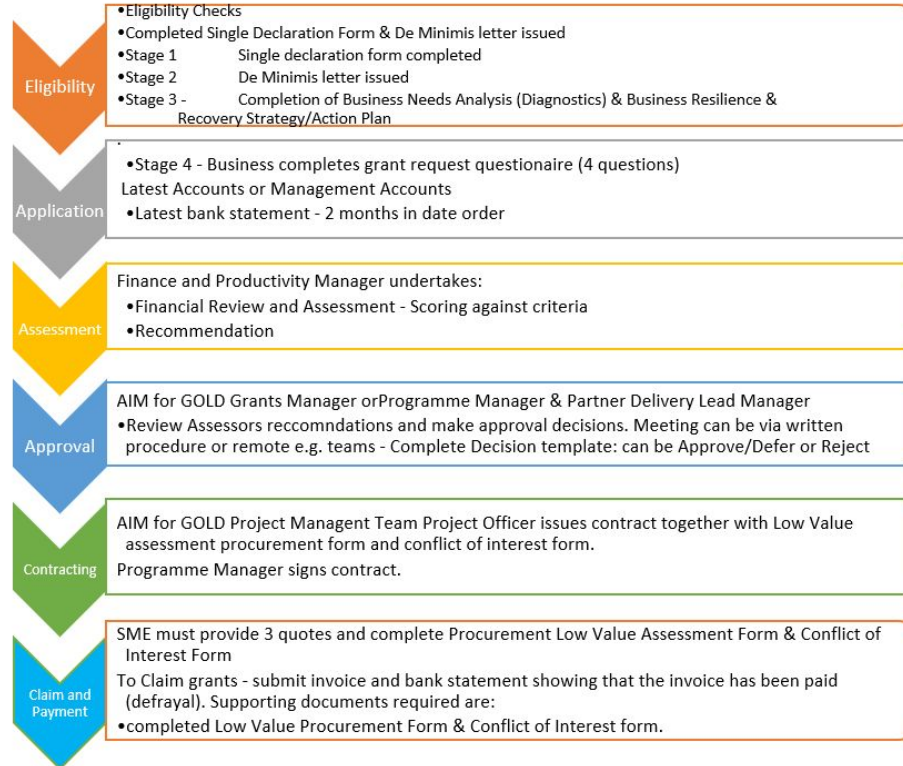 Eligibility
•Eligibility Checks
•Completed Single Declaration Form & De Minimis letter issued
•Stage 1 Single declaration form completed
•Stage 2 De Minimis letter issued
•Stage 3 - Completion of Business Needs Analysis (Diagnostics) & Business Resilience &
Recovery Strategy/Action Plan
Application
.
•Stage 4 - Business completes grant request questionaire (4 questions)
Latest Accounts or Management Accounts
•Latest bank statement - 2 months in date order
Assessment
Finance and Productivity Manager undertakes:
•Financial Review and Assessment - Scoring against criteria
•Recommendation
Approval
AIM for GOLD Grants Manager orProgramme Manager & Partner Delivery Lead Manager
•Review Assessors reccomndations and make approval decisions. Meeting can be via written
procedure or remote e.g. teams - Complete Decision template: can be Approve/Defer or Reject
Contracting
AIM for GOLD Project Managent Team Project Officer issues contract together with Low Value
assessment procurement form and conflict of interest form.
Programme Manager signs contract.
Claim and
Payment
SME must provide 3 quotes and complete Procurement Low Value Assessment Form & Conflict of
Interest Form
To Claim grants - submit invoice and bank statement showing that the invoice has been paid
(defrayal). Supporting documents required are:
•completed Low Value Procurement Form & Conflict of Interest form.